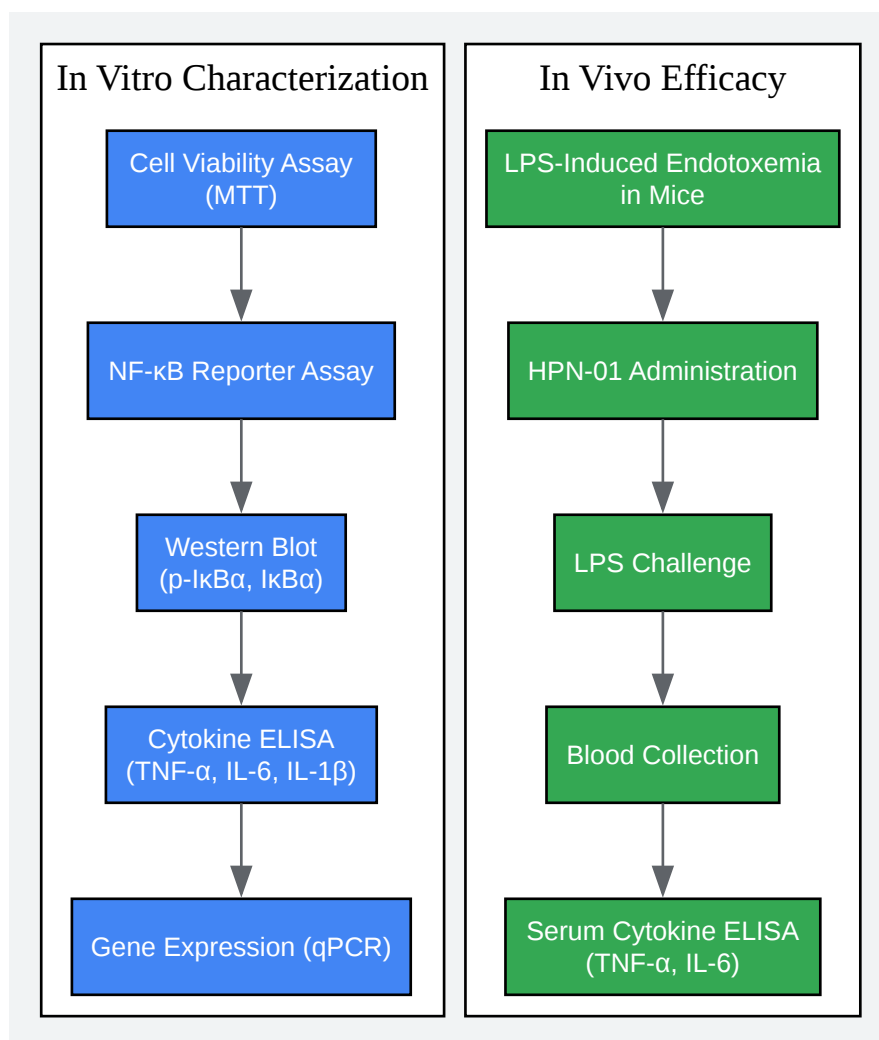 In Vitro Characterization
Cell Viability Assay
(MTT)
NF-κB Reporter Assay
Western Blot
(p-IκBα, IκBα)
Cytokine ELISA
(TNF-α, IL-6, IL-1β)
Gene Expression (qPCR)
In Vivo Efficacy
LPS-Induced Endotoxemia
in Mice
HPN-01 Administration
LPS Challenge
Blood Collection
Serum Cytokine ELISA
(TNF-α, IL-6)